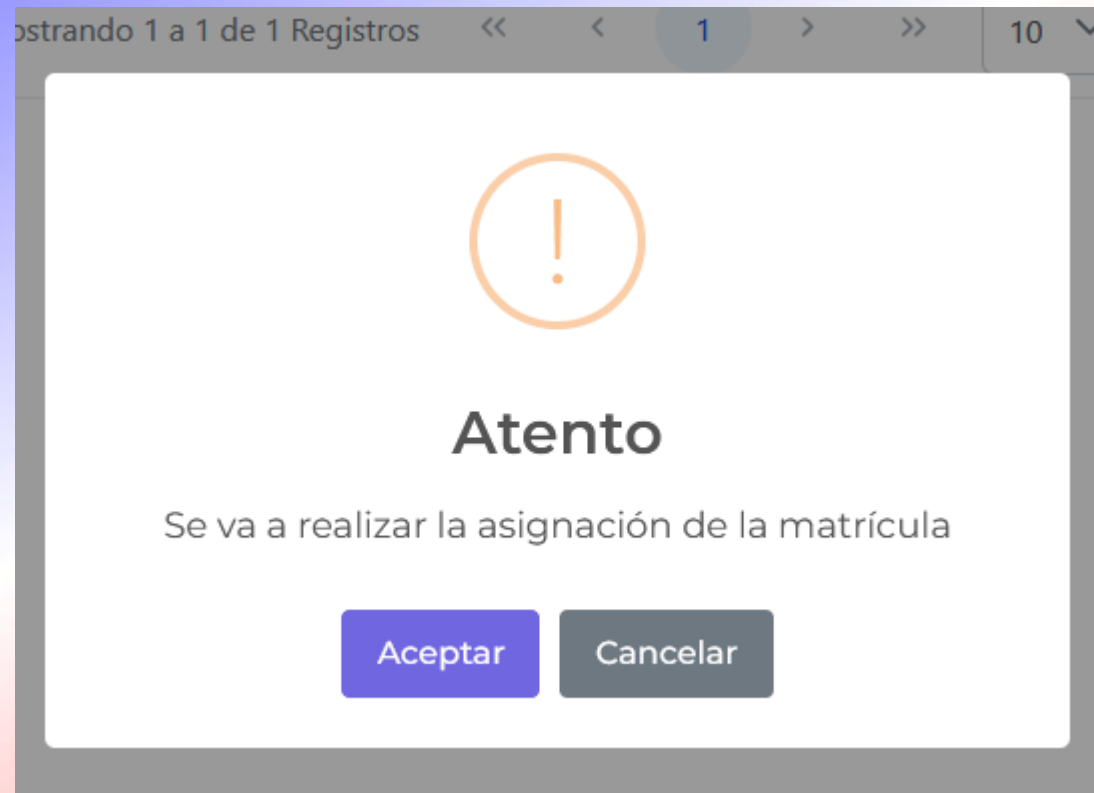 ostrando 1 a 1 de 1 Registros << < 1 > >> 10
!
Atento
Se va a realizar la asignación de la matrícula
Aceptar Cancelar